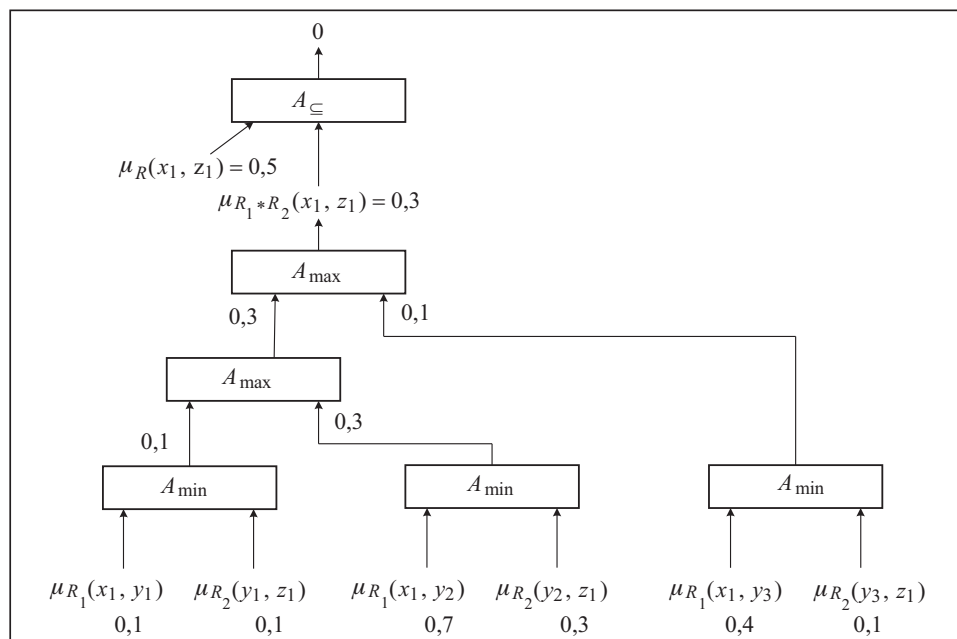 0
A⊆
μR(x1, z1) = 0,5
μR1∗R2(x1, z1) = 0,3
Amax
0,3 0,1
Amax
0,1 0,3
Amin Amin Amin
μR1(x1, y1) μR2(y1, z1) μR1(x1, y2) μR2(y2, z1) μR1(x1, y3) μR2(y3, z1)
0,1 0,1 0,7 0,3 0,4 0,1